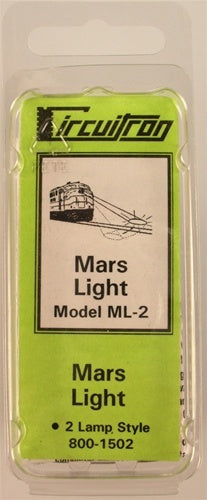 Circuitron
Mars
Light
Model ML-2
Mars
Light
• 2 Lamp Style
800-1502